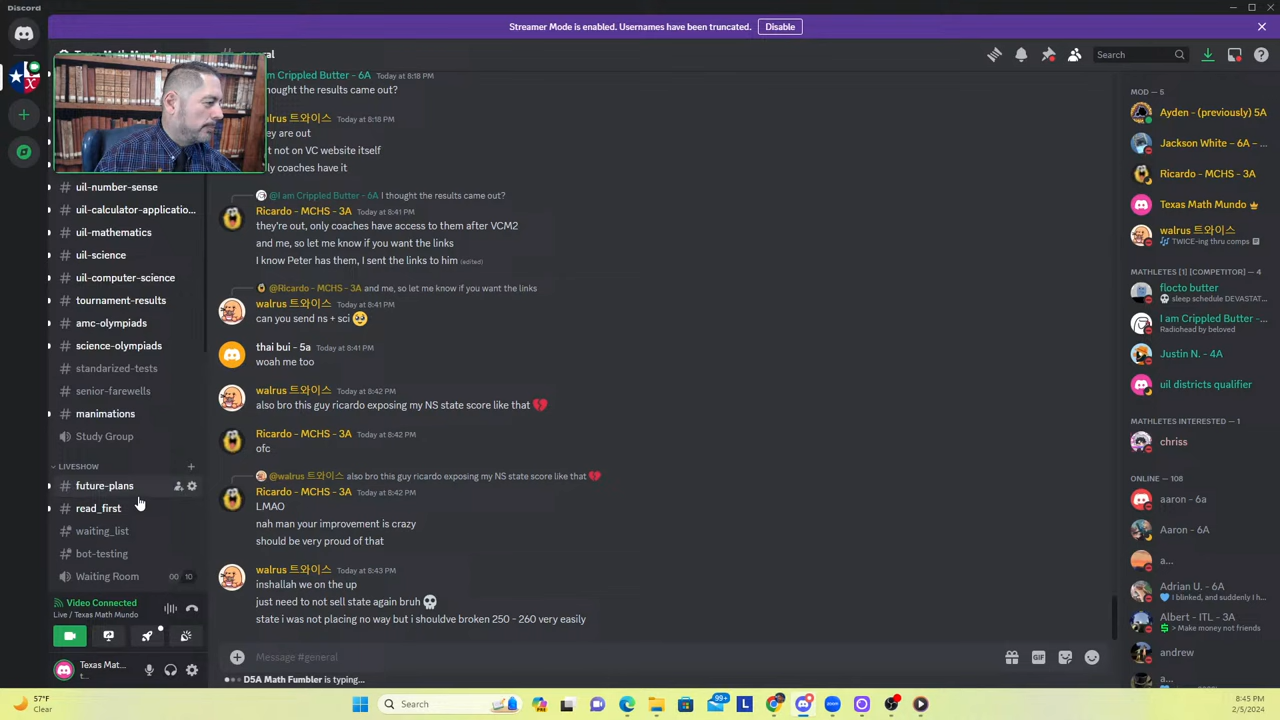 Discord
Streamer Mode is enabled. Usernames have been truncated.
Disable
Search
uil-number-sense
uil-calculator-applicatio...
uil-mathematics
uil-science
uil-computer-science
tournament-results
amc-olympiads
science-olympiads
standarized-tests
senior-farewells
manimations
Study Group
LIVESHOW
future-plans
read_first
waiting_list
bot-testing
Waiting Room 00 10
Video Connected
Live / Texas Math Mundo
Texas Mat...
t...
m Crippled Butter - 6A Today at 8:18 PM
hought the results came out?
walrus 트와이스 Today at 8:18 PM
ey are out
t not on VC website itself
ly coaches have it
@I am Crippled Butter - 6A I thought the results came out?
Ricardo - MCHS - 3A Today at 8:41 PM
they're out, only coaches have access to them after VCM2
and me, so let me know if you want the links
I know Peter has them, I sent the links to him (edited)
@Ricardo - MCHS - 3A and me, so let me know if you want the links
walrus 트와이스 Today at 8:41 PM
can you send ns + sci
thai bui - 5a Today at 8:41 PM
woah me too
walrus 트와이스 Today at 8:42 PM
also bro this guy ricardo exposing my NS state score like that
Ricardo - MCHS - 3A Today at 8:42 PM
ofc
@walrus 트와이스 also bro this guy ricardo exposing my NS state score like that
Ricardo - MCHS - 3A Today at 8:42 PM
LMAO
nah man your improvement is crazy
should be very proud of that
walrus 트와이스 Today at 8:43 PM
inshallah we on the up
just need to not sell state again bruh
state i was not placing no way but i shouldve broken 250 - 260 very easily
Message #general
GIF
D5A Math Fumbler is typing...
MOD — 5
Ayden - (previously) 5A
Jackson White - 6A - ...
Ricardo - MCHS - 3A
Texas Math Mundo
walrus 트와이스
TWICE-ing thru comps
MATHLETES [1] [COMPETITOR] — 4
flocto butter
sleep schedule DEVASTAT...
I am Crippled Butter -...
Radiohead by beloved
Justin N. - 4A
uil districts qualifier
MATHLETES INTERESTED — 1
chriss
ONLINE — 108
aaron - 6a
Aaron - 6A
a...
Adrian U. - 6A
I blinked, and suddenly I h...
Albert - ITL - 3A
> Make money not friends
andrew
a...
57°F
Clear
Search
99+
8:45 PM
2/5/2024